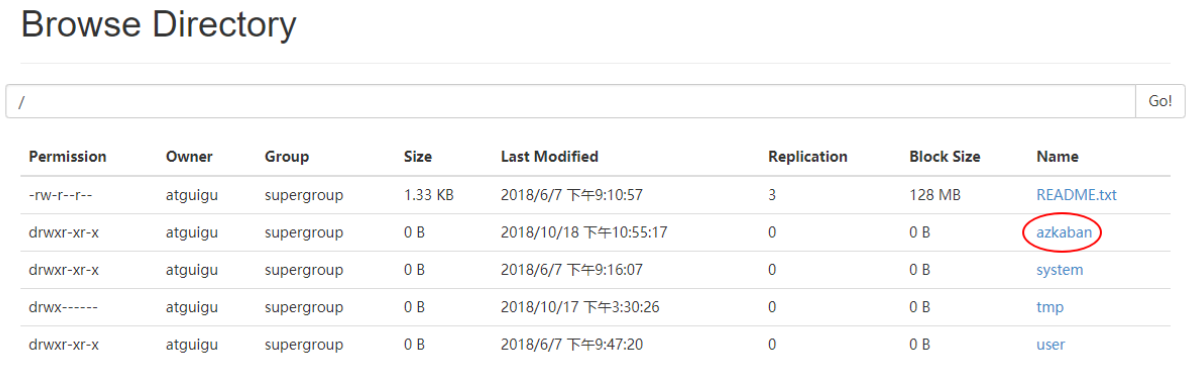 Browse Directory
/ Go!
Permission Owner Group Size Last Modified Replication Block Size Name
-rw-r--r-- atguigu supergroup 1.33 KB 2018/6/7 下午9:10:57 3 128 MB README.txt
drwxr-xr-x atguigu supergroup 0 B 2018/10/18 下午10:55:17 0 0 B azkaban
drwxr-xr-x atguigu supergroup 0 B 2018/6/7 下午9:16:07 0 0 B system
drwx------ atguigu supergroup 0 B 2018/10/17 下午3:30:26 0 0 B tmp
drwxr-xr-x atguigu supergroup 0 B 2018/6/7 下午9:47:20 0 0 B user